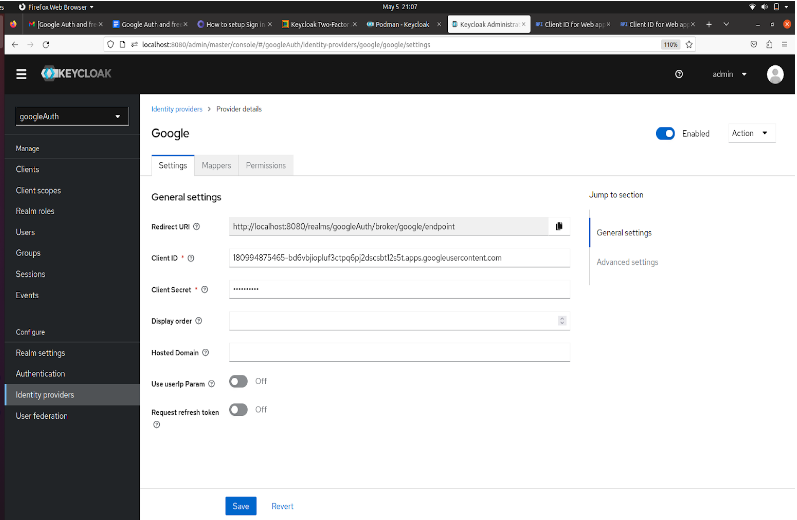 Firefox Web Browser
May 5 21:07
[Google Auth and fre
Google Auth and free
How to setup Sign in
Keycloak Two-Factor
Podman - Keycloak
Keycloak Administra
Client ID for Web app
Client ID for Web app
localhost:8080/admin/master/console/#/googleAuth/identity-providers/google/google/settings
110%
KEYCLOAK
admin
googleAuth
Manage
Clients
Client scopes
Realm roles
Users
Groups
Sessions
Events
Configure
Realm settings
Authentication
Identity providers
User federation
Identity providers > Provider details
Google
Enabled
Action
Settings Mappers Permissions
General settings
Redirect URI
http://localhost:8080/realms/googleAuth/broker/google/endpoint
Client ID *
180994875465-bd6vbjiopluf3ctpq6pj2dscsbt12s5t.apps.googleusercontent.com
Client Secret *
••••••••••
Display order
Hosted Domain
Use userIp Param
Off
Request refresh token
Off
Jump to section
General settings
Advanced settings
Save
Revert